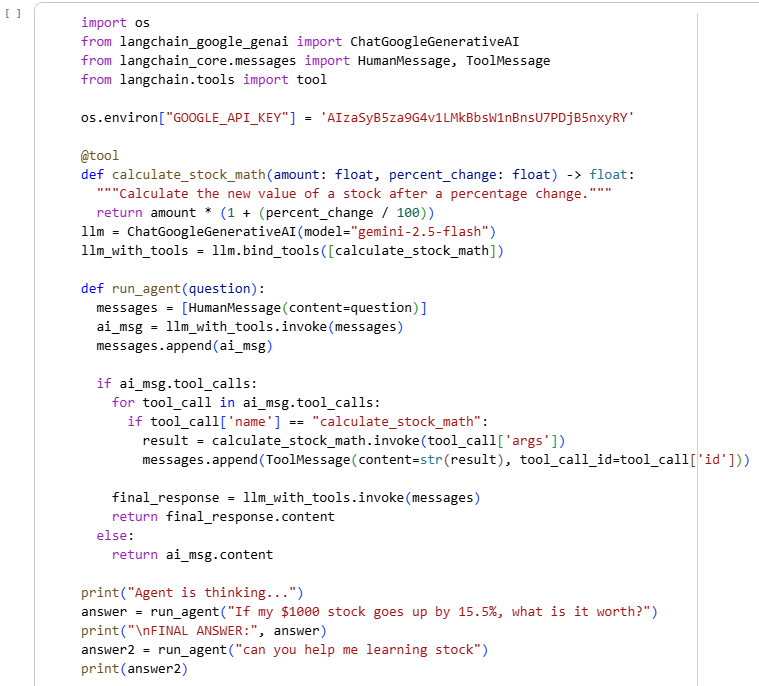 [ ]
import os
from langchain_google_genai import ChatGoogleGenerativeAI
from langchain_core.messages import HumanMessage, ToolMessage
from langchain.tools import tool

os.environ["GOOGLE_API_KEY"] = 'AIzaSyB5za9G4v1LMkBbsW1nBnsU7PDjB5nxyRY'

@tool
def calculate_stock_math(amount: float, percent_change: float) -> float:
  """Calculate the new value of a stock after a percentage change."""
  return amount * (1 + (percent_change / 100))
llm = ChatGoogleGenerativeAI(model="gemini-2.5-flash")
llm_with_tools = llm.bind_tools([calculate_stock_math])

def run_agent(question):
  messages = [HumanMessage(content=question)]
  ai_msg = llm_with_tools.invoke(messages)
  messages.append(ai_msg)

  if ai_msg.tool_calls:
    for tool_call in ai_msg.tool_calls:
      if tool_call['name'] == "calculate_stock_math":
        result = calculate_stock_math.invoke(tool_call['args'])
        messages.append(ToolMessage(content=str(result), tool_call_id=tool_call['id']))

    final_response = llm_with_tools.invoke(messages)
    return final_response.content
  else:
    return ai_msg.content

print("Agent is thinking...")
answer = run_agent("If my $1000 stock goes up by 15.5%, what is it worth?")
print("\nFINAL ANSWER:", answer)
answer2 = run_agent("can you help me learning stock")
print(answer2)